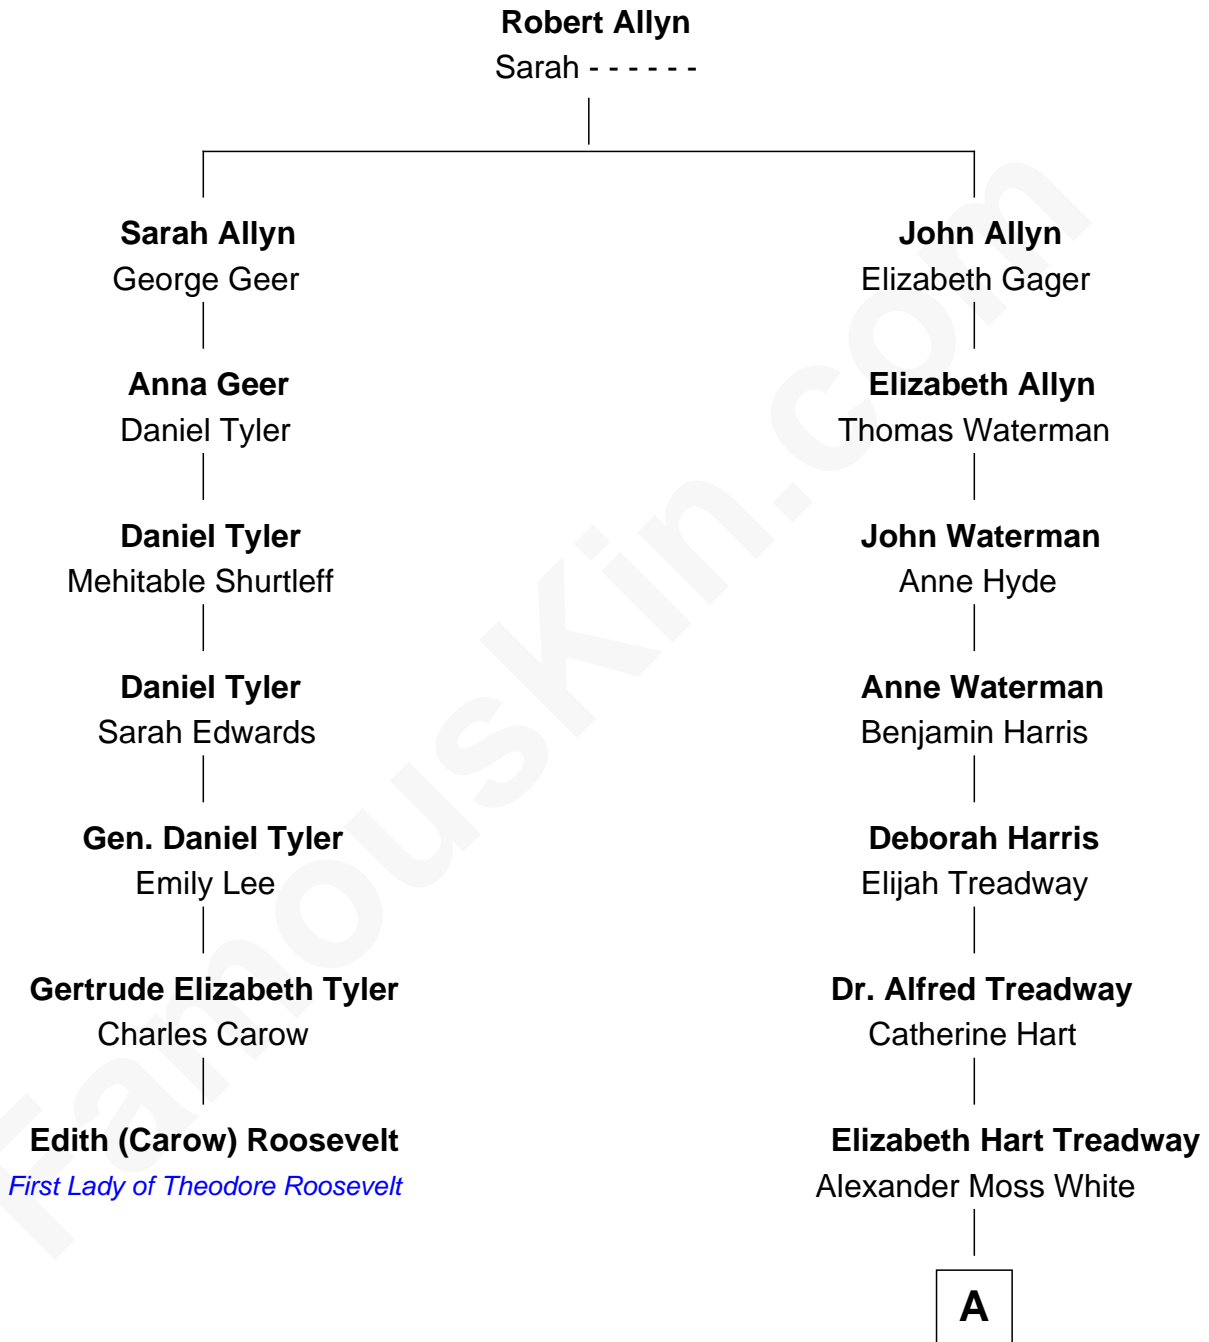 Robert Allyn
Sarah - - - - - -
Sarah Allyn
George Geer
John Allyn
Elizabeth Gager
Anna Geer
Daniel Tyler
Elizabeth Allyn
Thomas Waterman
Daniel Tyler
Mehitable Shurtleff
John Waterman
Anne Hyde
Daniel Tyler
Sarah Edwards
Anne Waterman
Benjamin Harris
Gen. Daniel Tyler
Emily Lee
Deborah Harris
Elijah Treadway
Gertrude Elizabeth Tyler
Charles Carow
Dr. Alfred Treadway
Catherine Hart
Edith (Carow) Roosevelt
First Lady of Theodore Roosevelt
Elizabeth Hart Treadway
Alexander Moss White
A
FamousKin.com